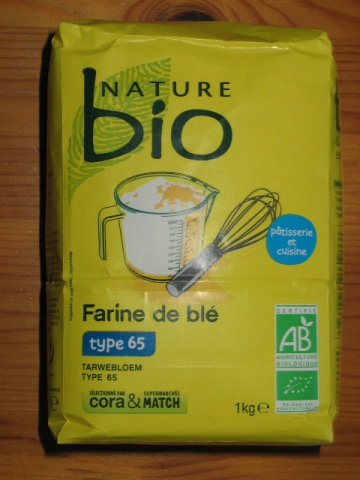 NATURE
bio
pâtisserie
et
cuisine
Farine de blé
type 65
TARWEBLOEM
TYPE 65
SÉLECTIONNÉ PAR
cora & SUPERMARCHÉS MATCH
1kg e
CERTIFIÉ
AB
AGRICULTURE
BIOLOGIQUE